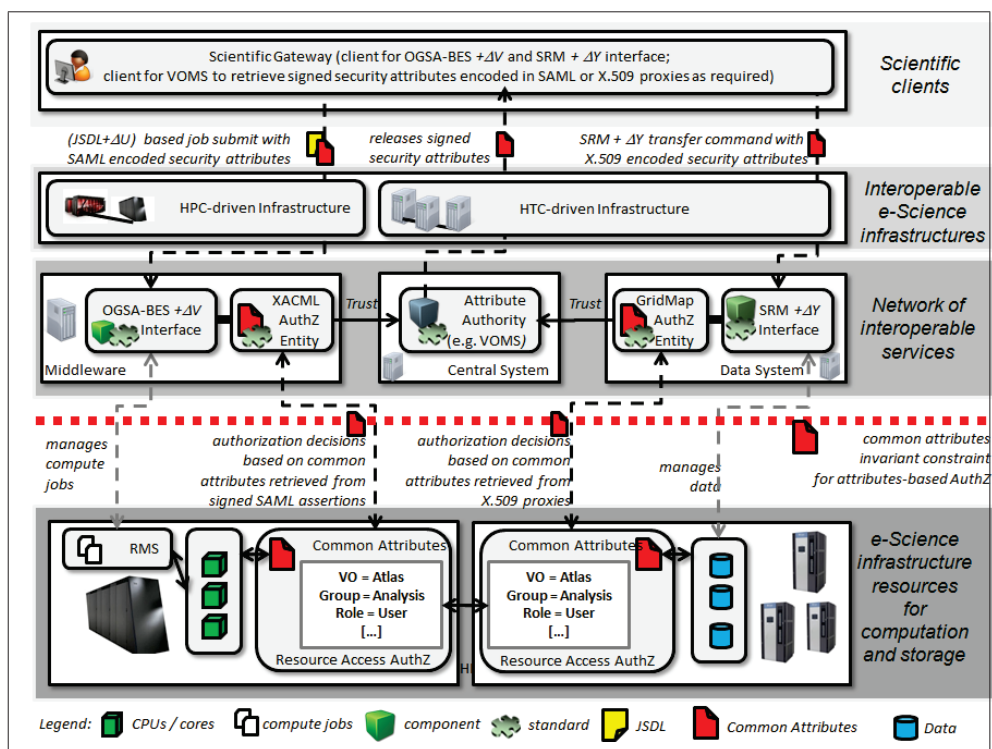 Scientific Gateway (client for OGSA-BES +ΔV and SRM + ΔY interface;
client for VOMS to retrieve signed security attributes encoded in SAML or X.509 proxies as required)
Scientific
clients
(JSDL+ΔU) based job submit with
SAML encoded security attributes
releases signed
security attributes
SRM + ΔY transfer command with
X.509 encoded security attributes
HPC-driven Infrastructure
HTC-driven Infrastructure
Interoperable
e-Science
infrastructures
OGSA-BES +ΔV
Interface
XACML
AuthZ
Entity
Trust
Attribute
Authority
(e.g. VOMS)
Trust
GridMap
AuthZ
Entity
SRM +ΔY
Interface
Middleware
Central System
Data System
Network of
interoperable
services
manages
compute
jobs
authorization decisions
based on common
attributes retrieved from
signed SAML assertions
authorization decisions
based on common
attributes retrieved from
X.509 proxies
manages
data
common attributes
invariant constraint
for attributes-based AuthZ
RMS
Common Attributes
VO = Atlas
Group = Analysis
Role = User
[...]
Resource Access AuthZ
Common Attributes
VO = Atlas
Group = Analysis
Role = User
[...]
Resource Access AuthZ
e-Science
infrastructure
resources
for
computation
and storage
Legend:
CPUs / cores
compute jobs
component
standard
JSDL
Common Attributes
Data